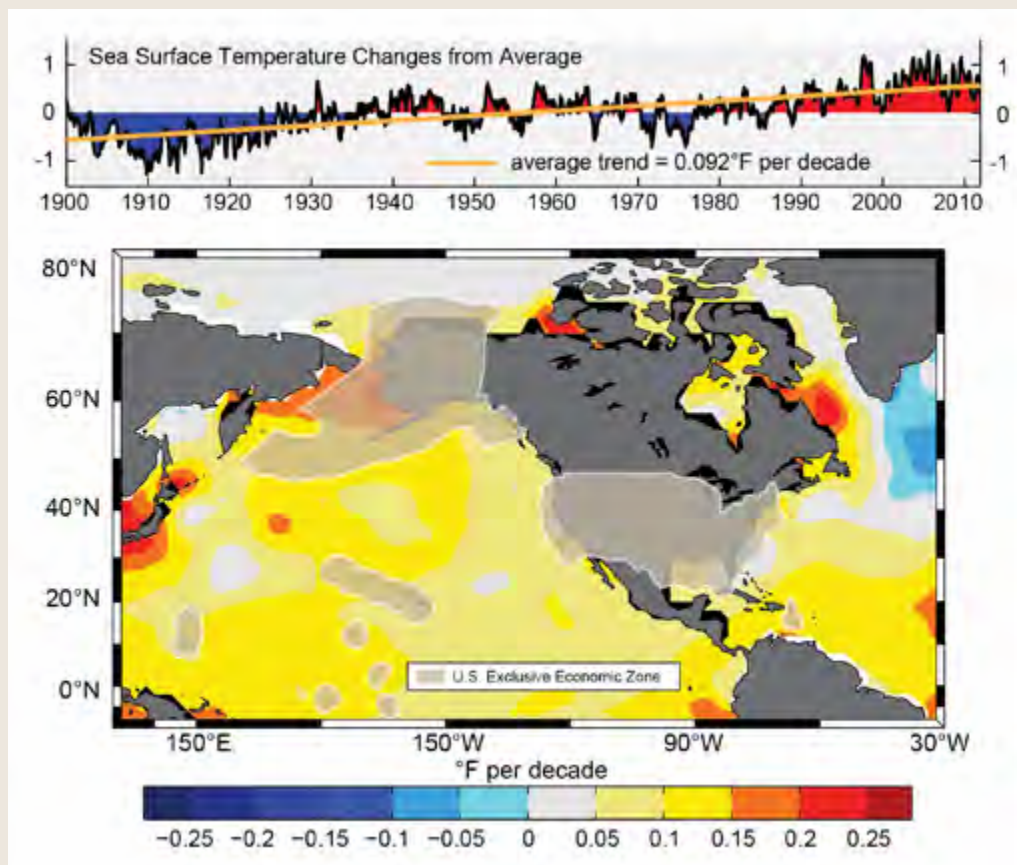 Sea Surface Temperature Changes from Average
1 1
0 0
-1 -1
average trend = 0.092°F per decade
1900 1910 1920 1930 1940 1950 1960 1970 1980 1990 2000 2010
80°N
60°N
40°N
20°N
0°N
U.S. Exclusive Economic Zone
150°E 150°W 90°W 30°W
°F per decade
−0.25 −0.2 −0.15 −0.1 −0.05 0 0.05 0.1 0.15 0.2 0.25